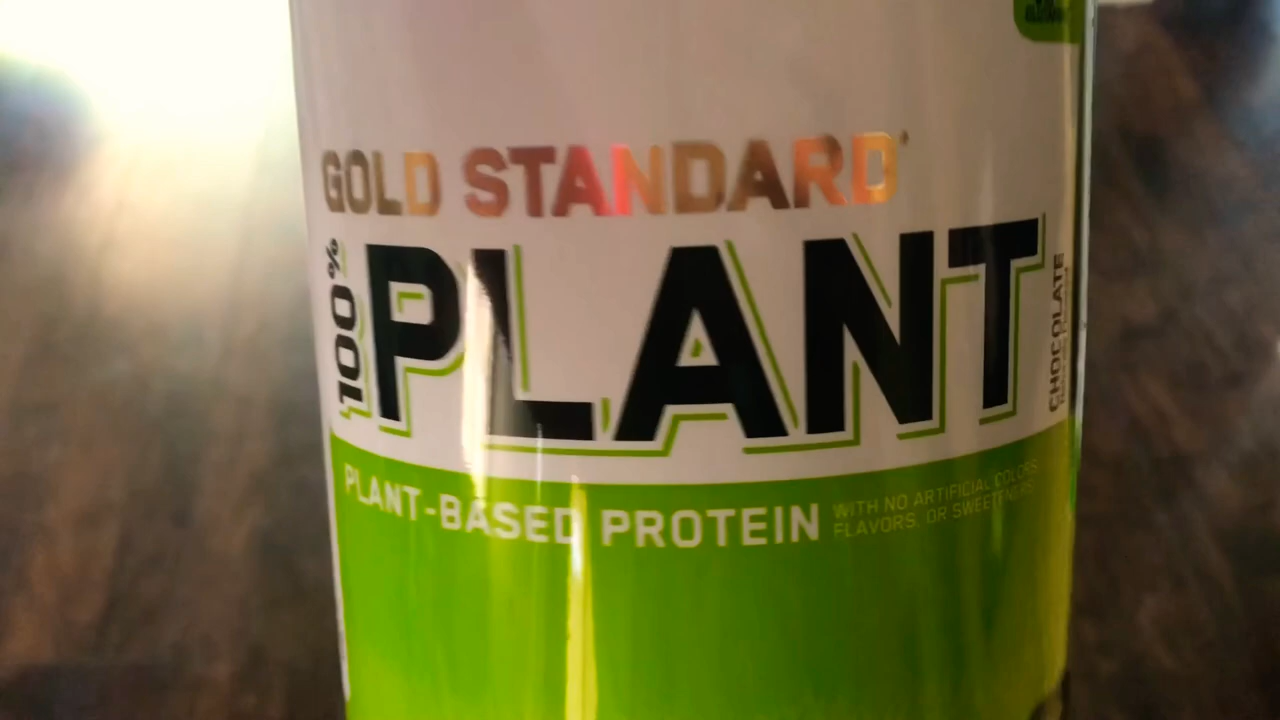 GOLD STANDARD
100% PLANT
CHOCOLATE
PLANT-BASED PROTEIN
WITH NO ARTIFICIAL COLORS
FLAVORS, OR SWEETENERS